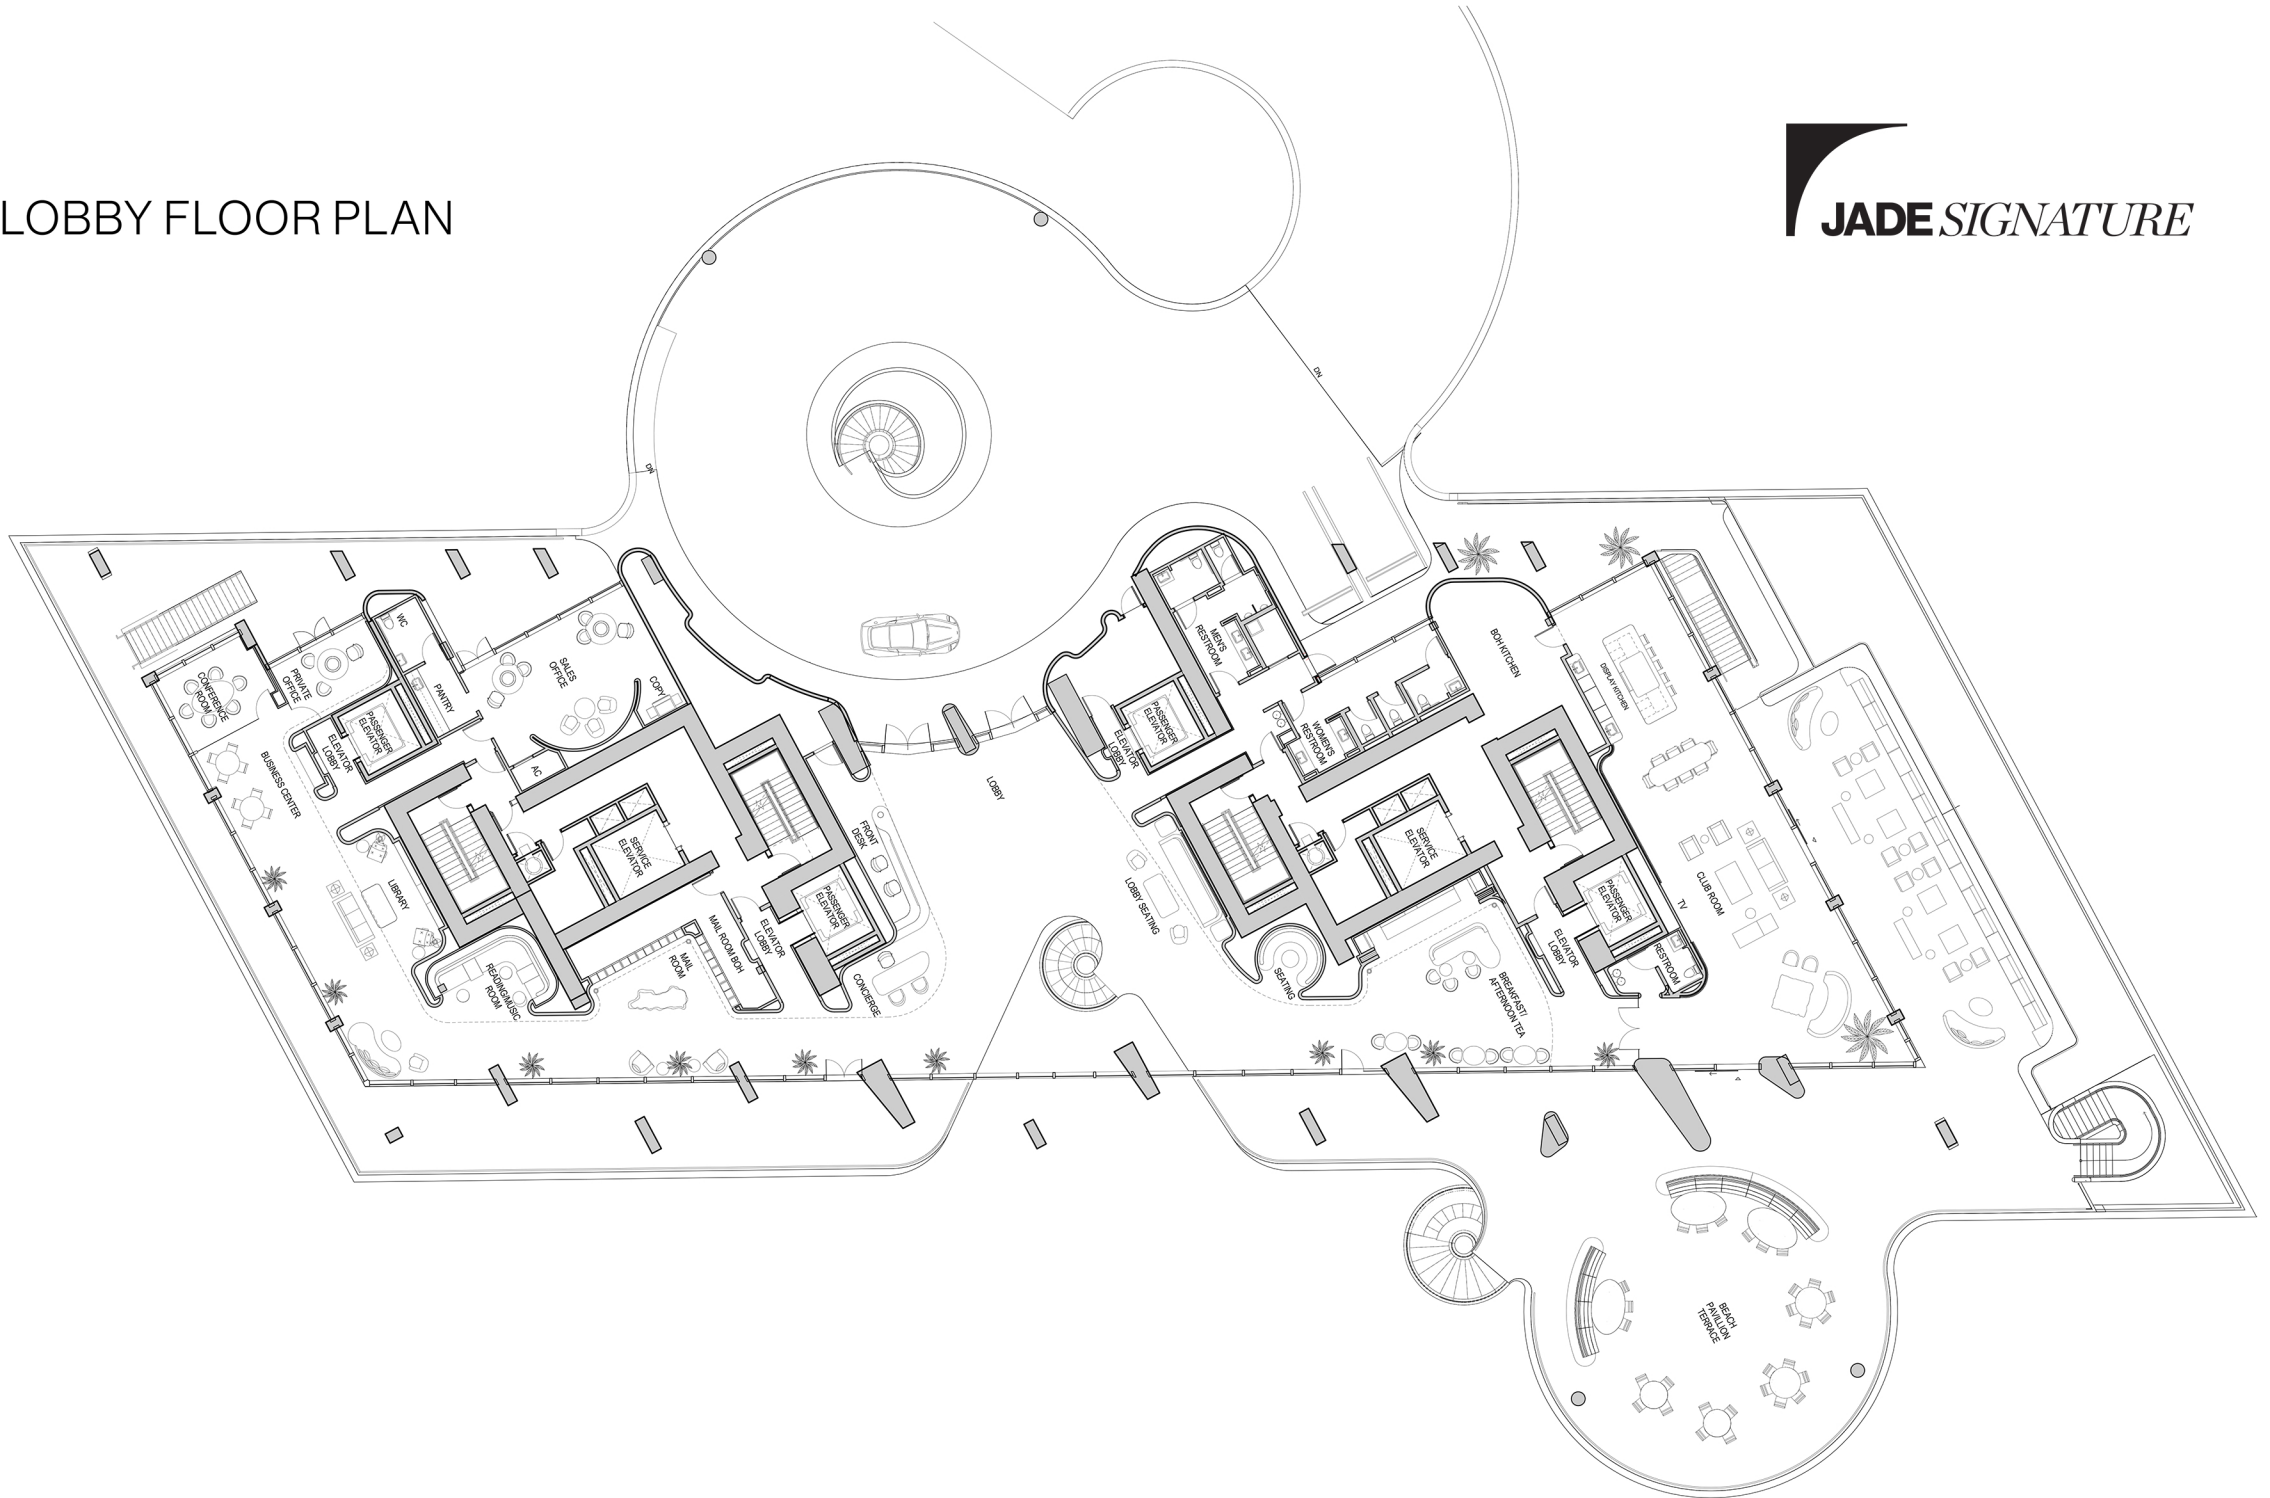 LOBBY FLOOR PLAN
JADE SIGNATURE
DN
DN
WC
CONFERENCE
ROOM
PRIVATE
OFFICE
PANTRY
SALES
OFFICE
COPY
PASSENGER
ELEVATOR
ELEVATOR
LOBBY
BUSINESS CENTER
AC
LIBRARY
SERVICE
ELEVATOR
READING/MUSIC
ROOM
MAIL
ROOM
MAIL ROOM BOH
ELEVATOR
LOBBY
PASSENGER
ELEVATOR
FRONT
DESK
CONCIERGE
LOBBY
MEN'S
RESTROOM
PASSENGER
ELEVATOR
ELEVATOR
LOBBY
WOMEN'S
RESTROOM
BOH KITCHEN
DISPLAY KITCHEN
LOBBY SEATING
SERVICE
ELEVATOR
SEATING
BREAKFAST/
AFTERNOON TEA
ELEVATOR
LOBBY
PASSENGER
ELEVATOR
RESTROOM
TV
CLUB ROOM
BEACH
PAVILLION
TERRACE